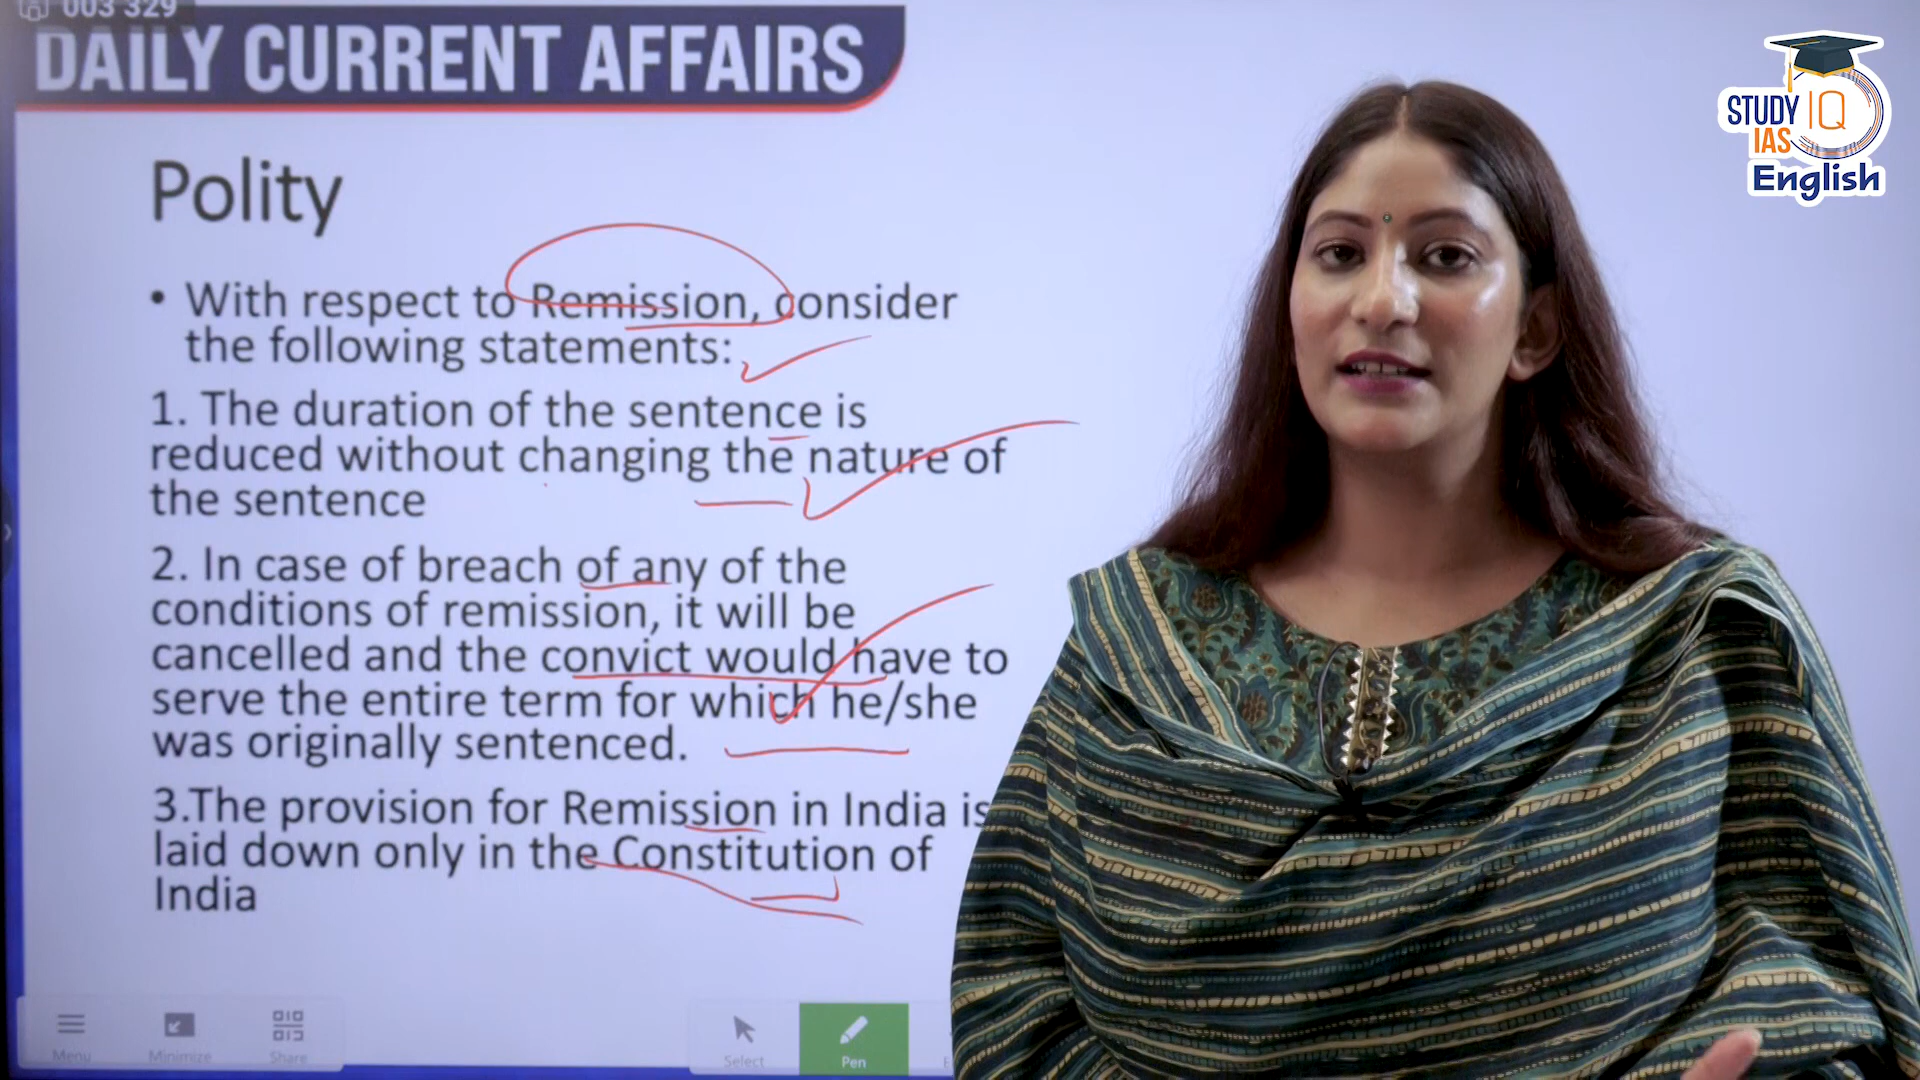 003 329
DAILY CURRENT AFFAIRS
STUDY IQ
IAS
English
Polity
• With respect to Remission, consider
the following statements:
1. The duration of the sentence is
reduced without changing the nature of
the sentence
2. In case of breach of any of the
conditions of remission, it will be
cancelled and the convict would have to
serve the entire term for which he/she
was originally sentenced.
3.The provision for Remission in India is
laid down only in the Constitution of
India
Menu Minimize Share Select Pen